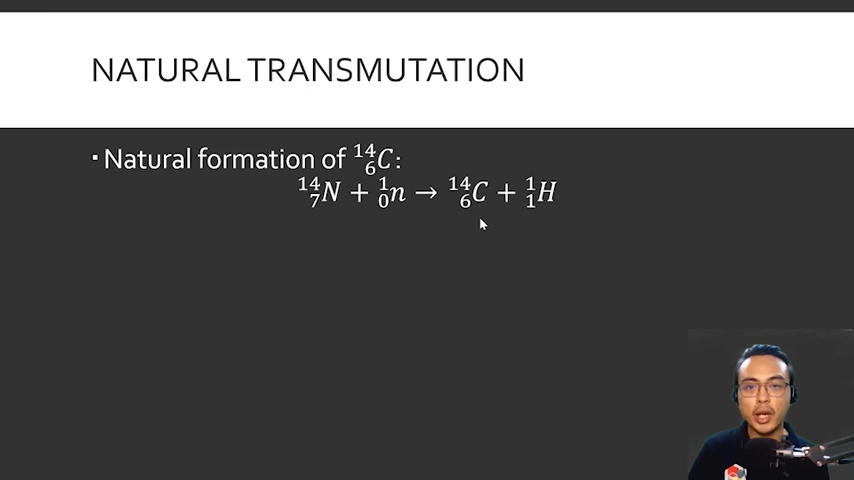 NATURAL TRANSMUTATION
▪ Natural formation of ¹⁴₆C:
¹⁴₇N + ¹₀n → ¹⁴₆C + ¹₁H